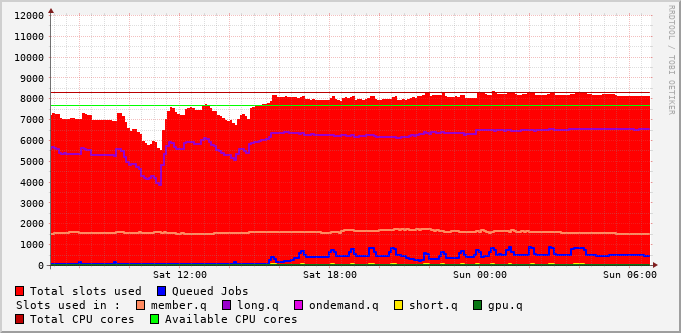 12000
11000
10000
9000
8000
7000
6000
5000
4000
3000
2000
1000
0
Sat 12:00 Sat 18:00 Sun 00:00 Sun 06:00
RRDTOOL / TOBI OETIKER
Total slots used Queued Jobs
Slots used in : member.q long.q ondemand.q short.q gpu.q
Total CPU cores Available CPU cores